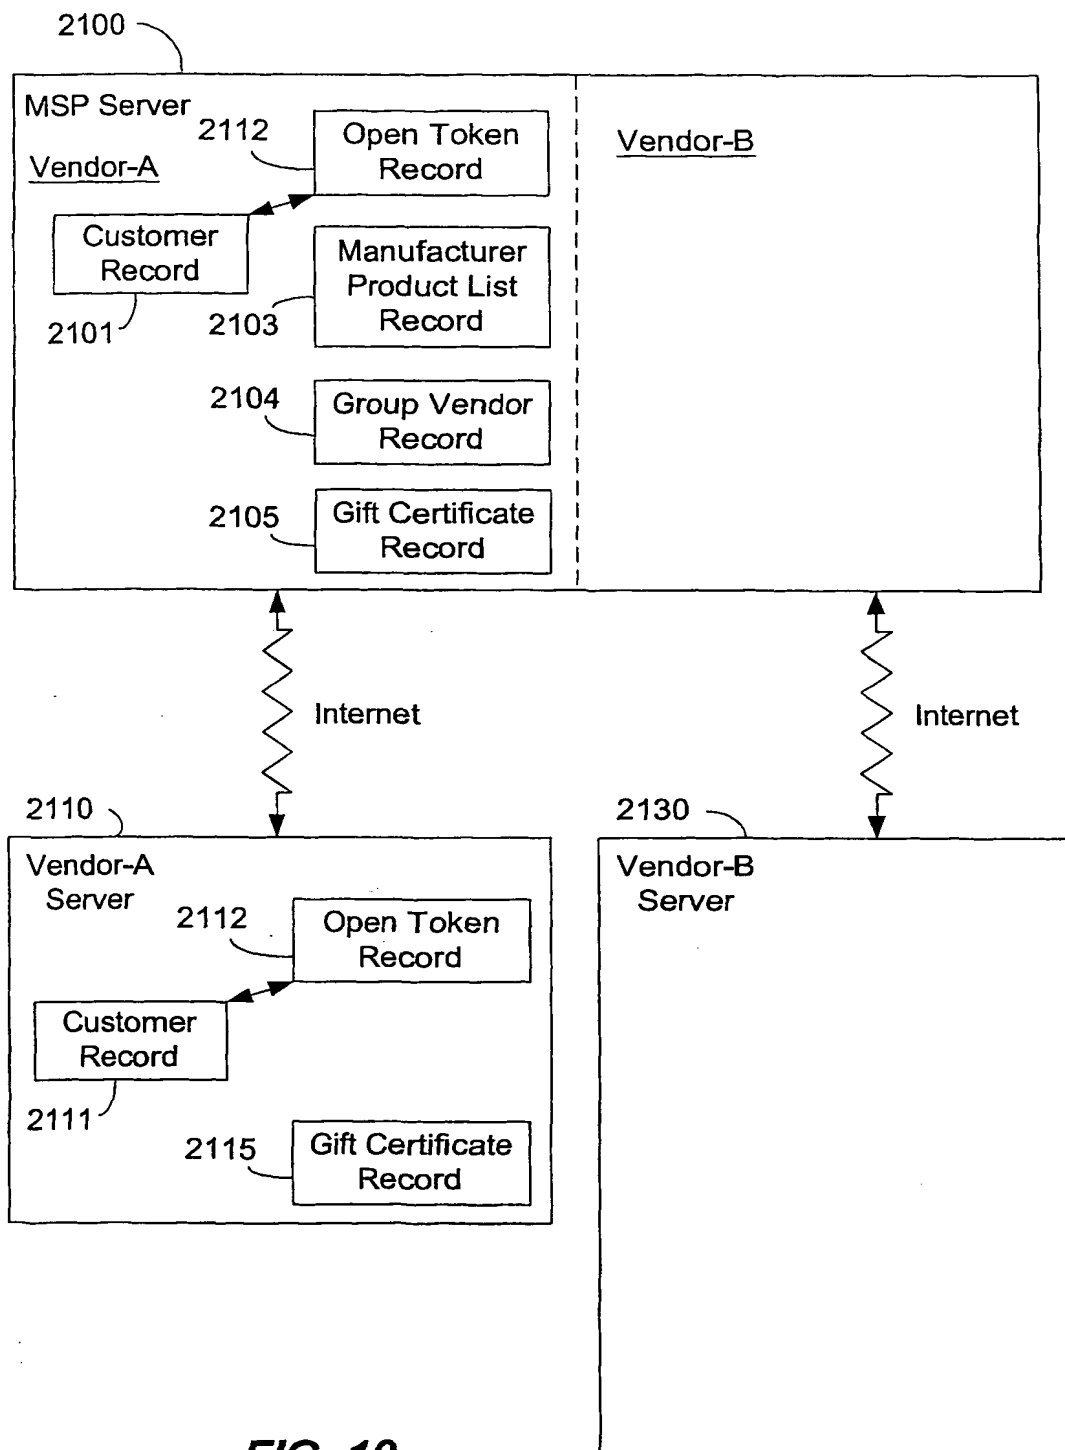 2100
MSP Server
Vendor-A
2112
Open Token
Record
Vendor-B
Customer
Record
2101
Manufacturer
Product List
Record
2103
2104
Group Vendor
Record
2105
Gift Certificate
Record
Internet
Internet
2110
2130
Vendor-A
Server
Vendor-B
Server
2112
Open Token
Record
Customer
Record
2111
2115
Gift Certificate
Record